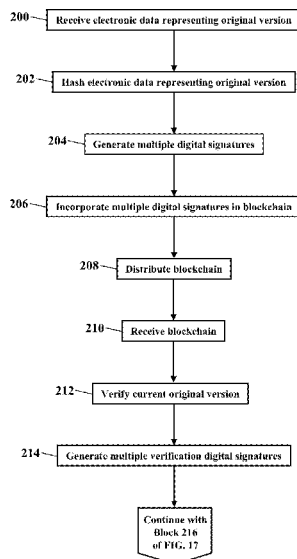 200
Receive electronic data representing original version
202
Hash electronic data representing original version
204
Generate multiple digital signatures
206
Incorporate multiple digital signatures in blockchain
208
Distribute blockchain
210
Receive blockchain
212
Verify current original version
214
Generate multiple verification digital signatures
Continue with
Block 216
of FIG. 17